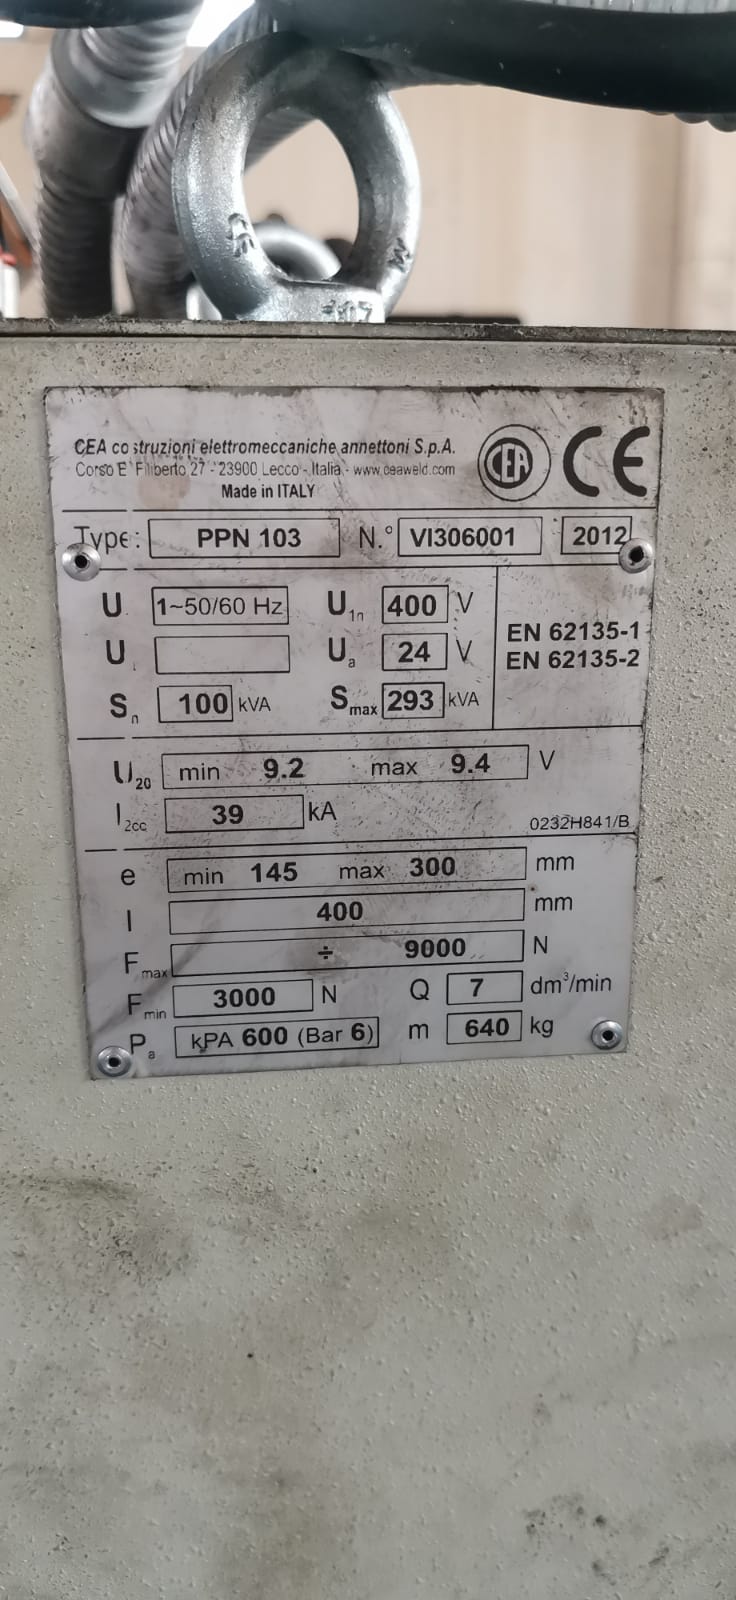 CEA costruzioni elettromeccaniche annettoni S.p.A.
Corso E Filiberto 27 - 23900 Lecco - Italia - www.ceaweld.com
Made in ITALY
CEA CE
Type: PPN 103 N.° VI306001 2012
U 1~50/60 Hz U1n 400 V
U Ua 24 V
EN 62135-1
EN 62135-2
Sn 100 kVA Smax 293 kVA
U20 min 9.2 max 9.4 V
I2cc 39 kA
0232H841/B
e min 145 max 300 mm
l 400 mm
Fmax ÷ 9000 N
Fmin 3000 N Q 7 dm³/min
Pa kPA 600 (Bar 6) m 640 kg